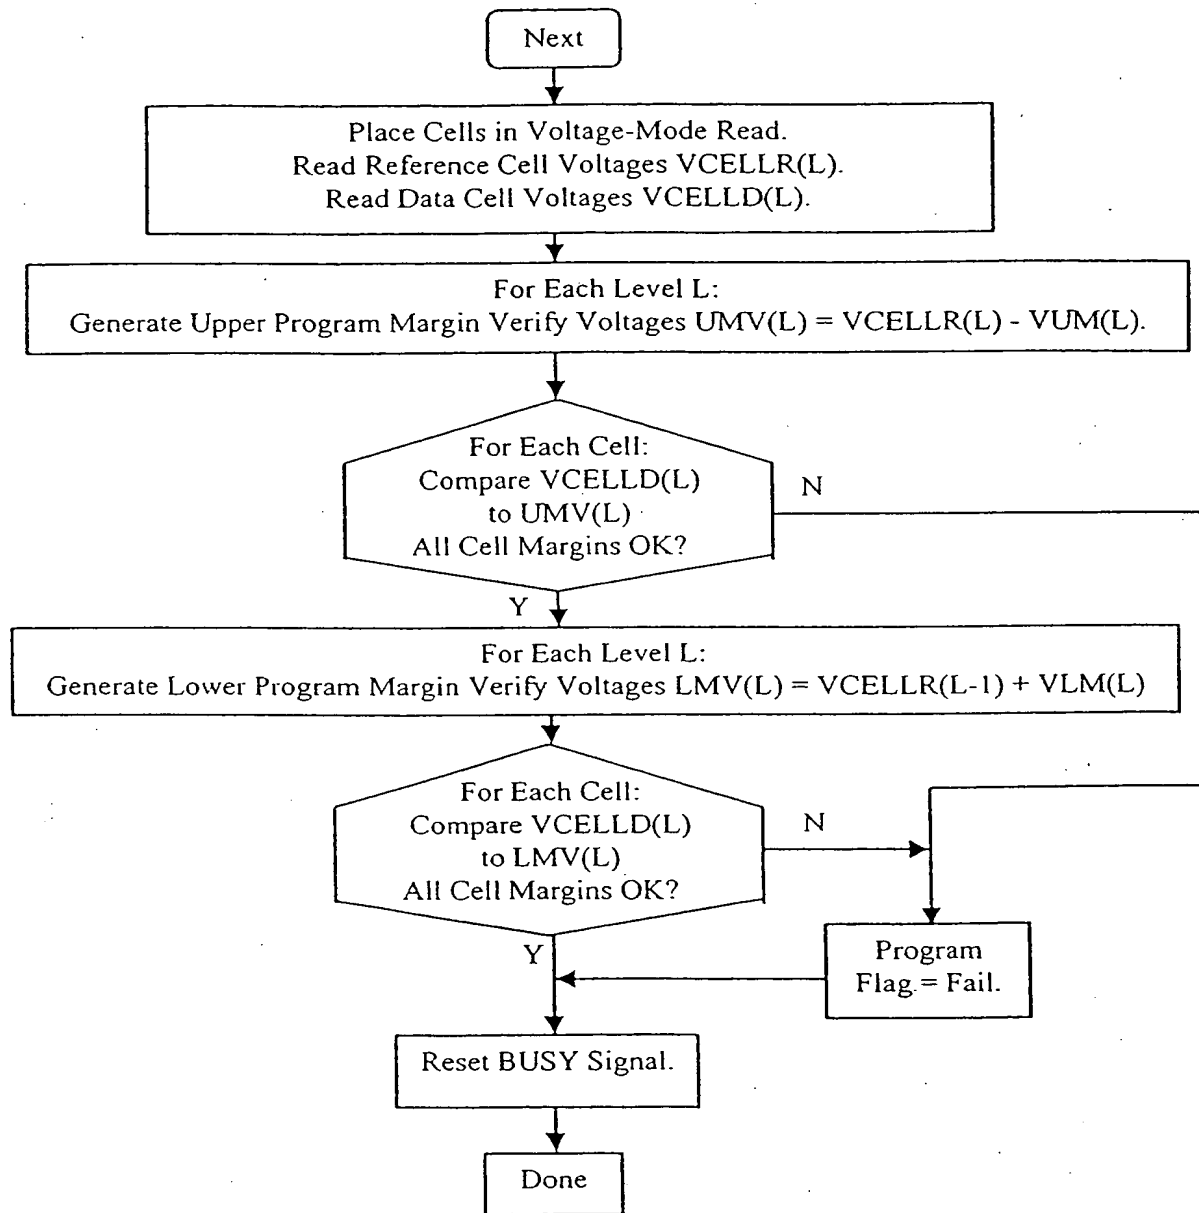 Next
Place Cells in Voltage-Mode Read.
Read Reference Cell Voltages VCELLR(L).
Read Data Cell Voltages VCELLD(L).
For Each Level L:
Generate Upper Program Margin Verify Voltages UMV(L) = VCELLR(L) - VUM(L).
For Each Cell:
Compare VCELLD(L)
to UMV(L)
All Cell Margins OK?
N
Y
For Each Level L:
Generate Lower Program Margin Verify Voltages LMV(L) = VCELLR(L-1) + VLM(L)
For Each Cell:
Compare VCELLD(L)
to LMV(L)
All Cell Margins OK?
N
Y
Program
Flag = Fail.
Reset BUSY Signal.
Done